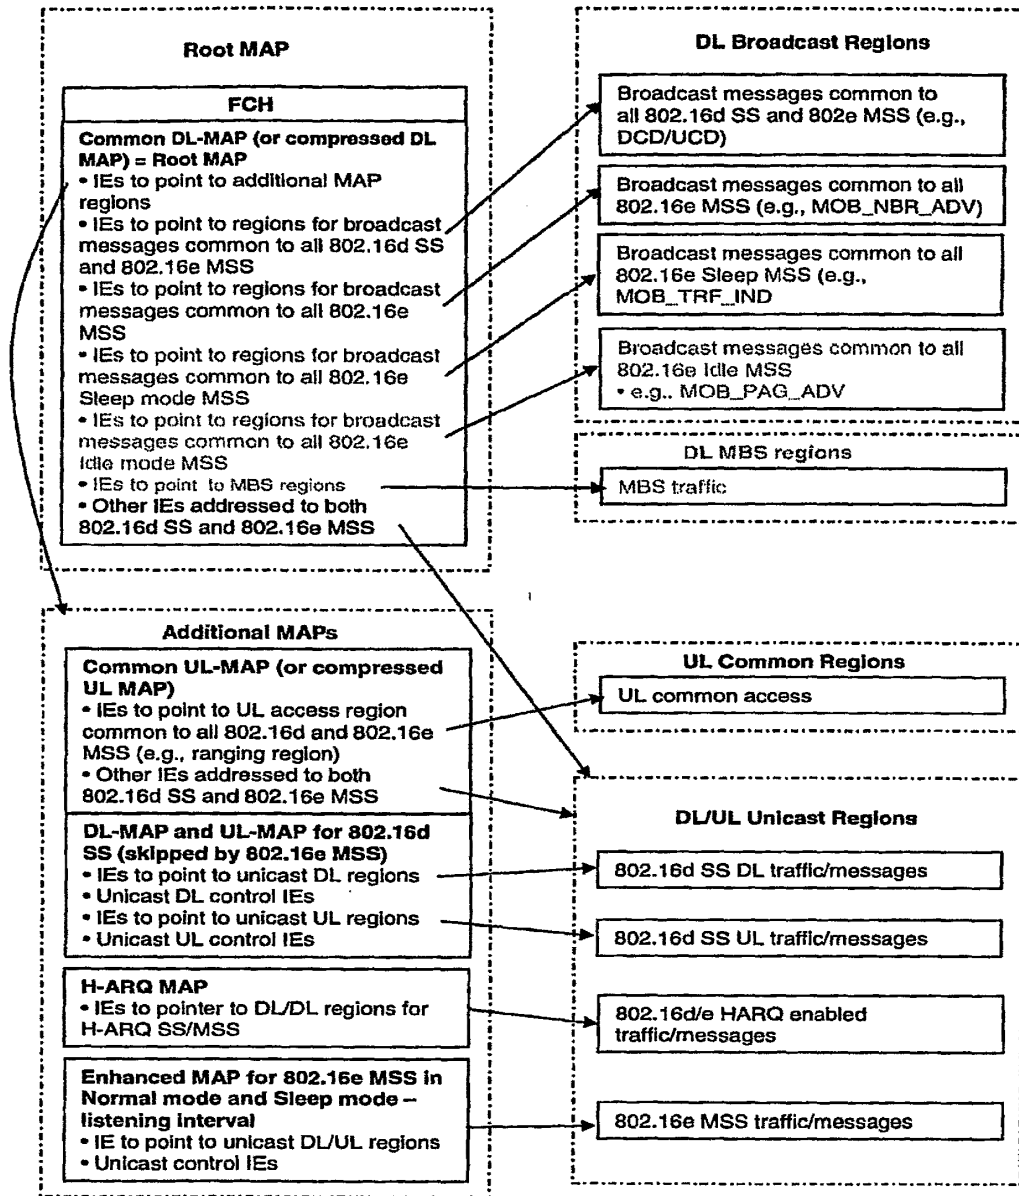 Root MAP
FCH
Common DL-MAP (or compressed DL
MAP) = Root MAP
• IEs to point to additional MAP
regions
• IEs to point to regions for broadcast
messages common to all 802.16d SS
and 802.16e MSS
• IEs to point to regions for broadcast
messages common to all 802.16e
MSS
• IEs to point to regions for broadcast
messages common to all 802.16e
Sleep mode MSS
• IEs to point to regions for broadcast
messages common to all 802.16e
Idle mode MSS
• IEs to point to MBS regions
• Other IEs addressed to both
802.16d SS and 802.16e MSS
DL Broadcast Regions
Broadcast messages common to
all 802.16d SS and 802e MSS (e.g.,
DCD/UCD)
Broadcast messages common to all
802.16e MSS (e.g., MOB_NBR_ADV)
Broadcast messages common to all
802.16e Sleep MSS (e.g.,
MOB_TRF_IND
Broadcast messages common to all
802.16e Idle MSS
• e.g., MOB_PAG_ADV
DL MBS regions
MBS traffic
Additional MAPs
Common UL-MAP (or compressed
UL MAP)
• IEs to point to UL access region
common to all 802.16d and 802.16e
MSS (e.g., ranging region)
• Other IEs addressed to both
802.16d SS and 802.16e MSS
DL-MAP and UL-MAP for 802.16d
SS (skipped by 802.16e MSS)
• IEs to point to unicast DL regions
• Unicast DL control IEs
• IEs to point to unicast UL regions
• Unicast UL control IEs
H-ARQ MAP
• IEs to pointer to DL/DL regions for
H-ARQ SS/MSS
Enhanced MAP for 802.16e MSS in
Normal mode and Sleep mode –
listening interval
• IE to point to unicast DL/UL regions
• Unicast control IEs
UL Common Regions
UL common access
DL/UL Unicast Regions
802.16d SS DL traffic/messages
802.16d SS UL traffic/messages
802.16d/e HARQ enabled
traffic/messages
802.16e MSS traffic/messages